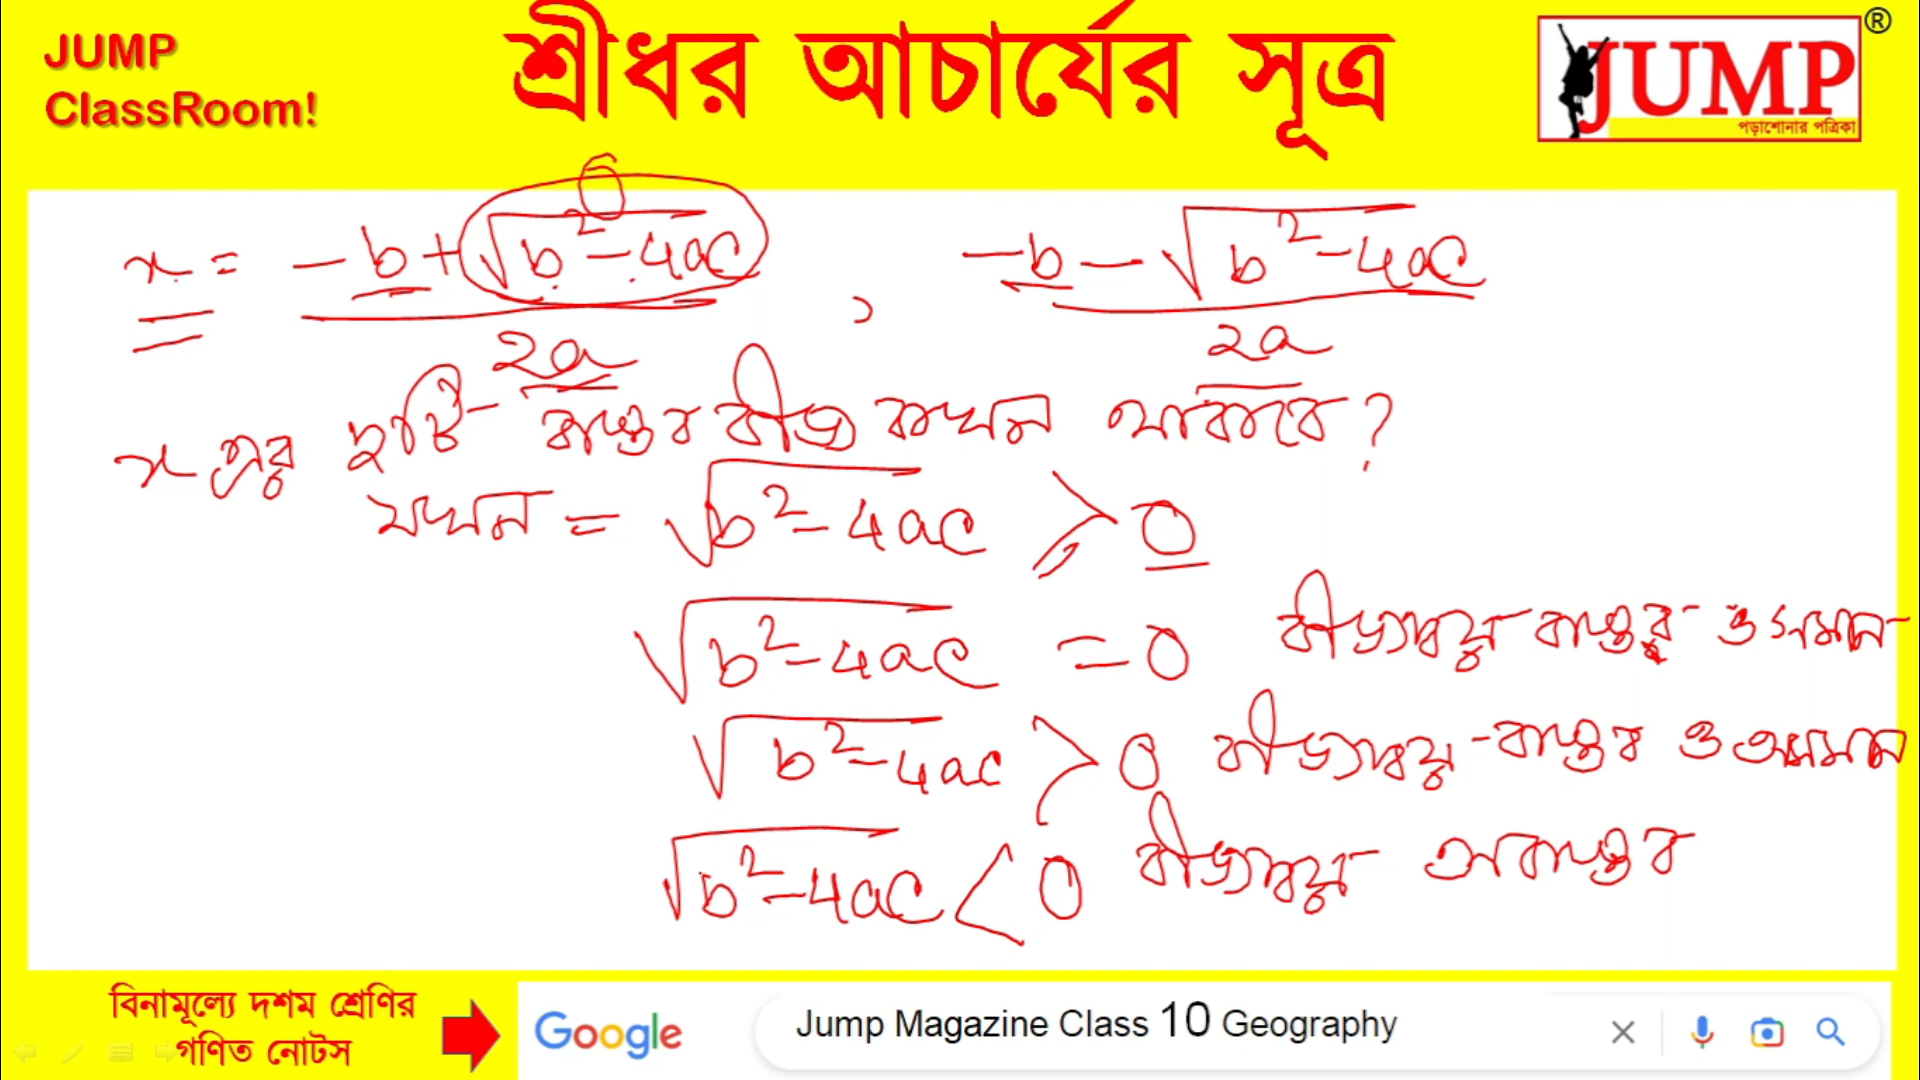 JUMP
ClassRoom!
শ্রীধর আচার্যের সূত্র
JUMP ®
পড়াশোনার পত্রিকা
x = -b + √b² - 4ac / 2a , -b - √b² - 4ac / 2a
0
x এর দুটি বাস্তব বীজ কখন থাকবে?
যখন = √b² - 4ac ⩾ 0
√b² - 4ac = 0 বীজদ্বয় বাস্তব ও সমান
√b² - 4ac > 0 বীজদ্বয় বাস্তব ও অসমান
√b² - 4ac < 0 বীজদ্বয় অবাস্তব
বিনামূল্যে দশম শ্রেণির
গণিত নোটস
Google
Jump Magazine Class 10 Geography